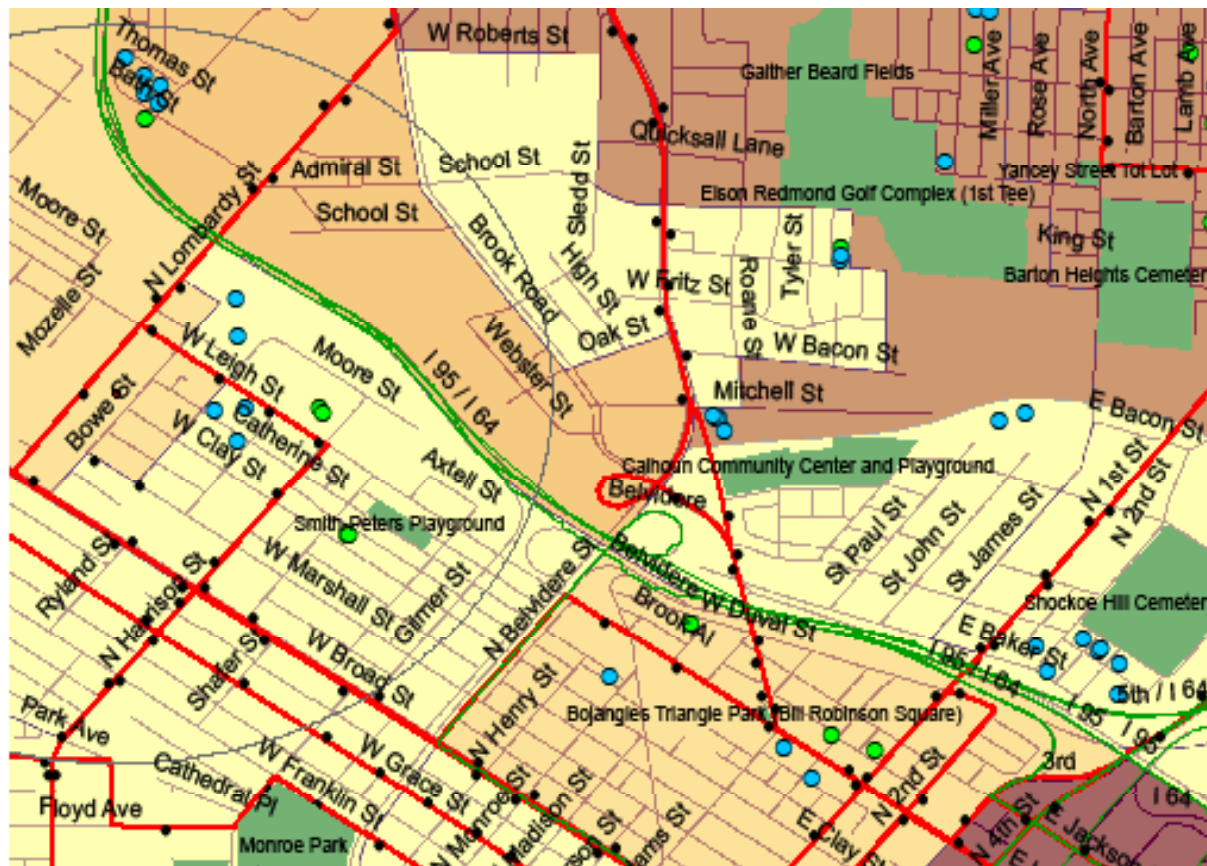 Thomas St
Bath St
W Roberts St
Gaither Beard Fields
Miller Ave
Rose Ave
North Ave
Barton Ave
Lamb Ave
Quicksall Lane
School St
Sledd St
Admiral St
Yancey Street Tot Lot
Elson Redmond Golf Complex (1st Tee)
School St
Moore St
N Lombardy St
Brook Road
High St
Tyler St
King St
Roane St
W Fritz St
Barton Heights Cemeter
Mozelle St
Oak St
W Bacon St
Webster St
W Leigh St
Moore St
I 95 / I 64
Mitchell St
Bowe St
W Clay St
Catherine St
E Bacon St
Axtell St
Calhoun Community Center and Playground
Belvidere
N 1st St
N 2nd St
Smith Peters Playground
St Paul St
St John St
St James St
Ryland St
N Harrison St
W Marshall St
Gilmer St
N Belvidere St
Belvidere
W Duval St
Brook Al
Shockoe Hill Cemeter
E Baker St
Shafer St
W Broad St
I 95 / I 64
5th / I 64
I 95
I 95
Park Ave
N Henry St
Bojangles Triangle Park (Bill Robinson Square)
3rd
W Franklin St
W Grace St
Cathedral Pl
Floyd Ave
N Monroe St
Madison St
N 2nd St
I 64
Monroe Park
ams St
E Clay St
N 4th St
E Jackso